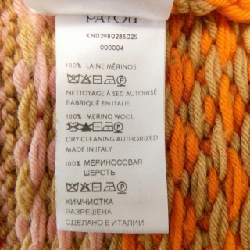 PATOU
000004
100% LAINE MÉRINOS
NETTOYAGE À SEC AUTORISÉ
FABRIQUÉ EN ITALIE
100% MERINO WOOL
DRY CLEANING AUTHORIZED
MADE IN ITALY
100% МЕРИНОСОВАЯ
ШЕРСТЬ
ХИМЧИСТКА
РАЗРЕШЕНА
СДЕЛАНО В ИТАЛИИ